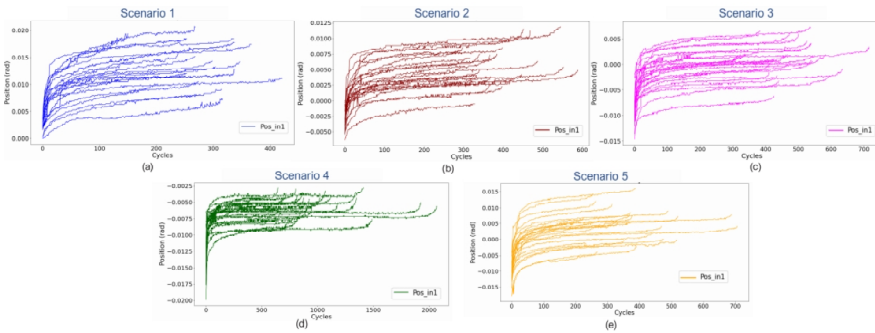 Scenario 1
Scenario 2
Scenario 3
Position (rad)
0.020
0.015
0.010
0.005
0.000
0
100
200
300
400
Cycles
Pos_in1
(a)
Position (rad)
0.0125
0.0100
0.0075
0.0050
0.0025
0.0000
−0.0025
−0.0050
0
100
200
300
400
500
600
Cycles
Pos_in1
(b)
Position (rad)
0.005
0.000
−0.005
−0.010
−0.015
0
100
200
300
400
500
600
700
Cycles
Pos_in1
(c)
Scenario 4
Scenario 5
Position (rad)
−0.0025
−0.0050
−0.0075
−0.0100
−0.0125
−0.0150
−0.0175
−0.0200
0
500
1000
1500
2000
Cycles
Pos_in1
(d)
Position (rad)
0.015
0.010
0.005
0.000
−0.005
−0.010
−0.015
0
100
200
300
400
500
600
700
Cycles
Pos_in1
(e)